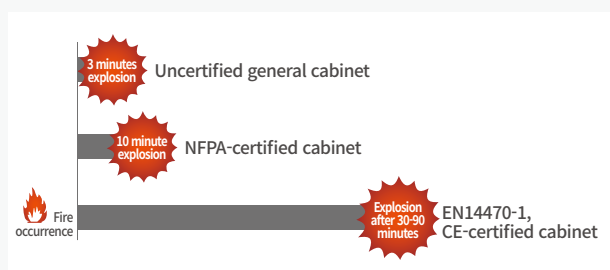 3 minutes
explosion
Uncertified general cabinet
10 minute
explosion
NFPA-certified cabinet
Fire
occurrence
Explosion
after 30-90
minutes
EN14470-1,
CE-certified cabinet